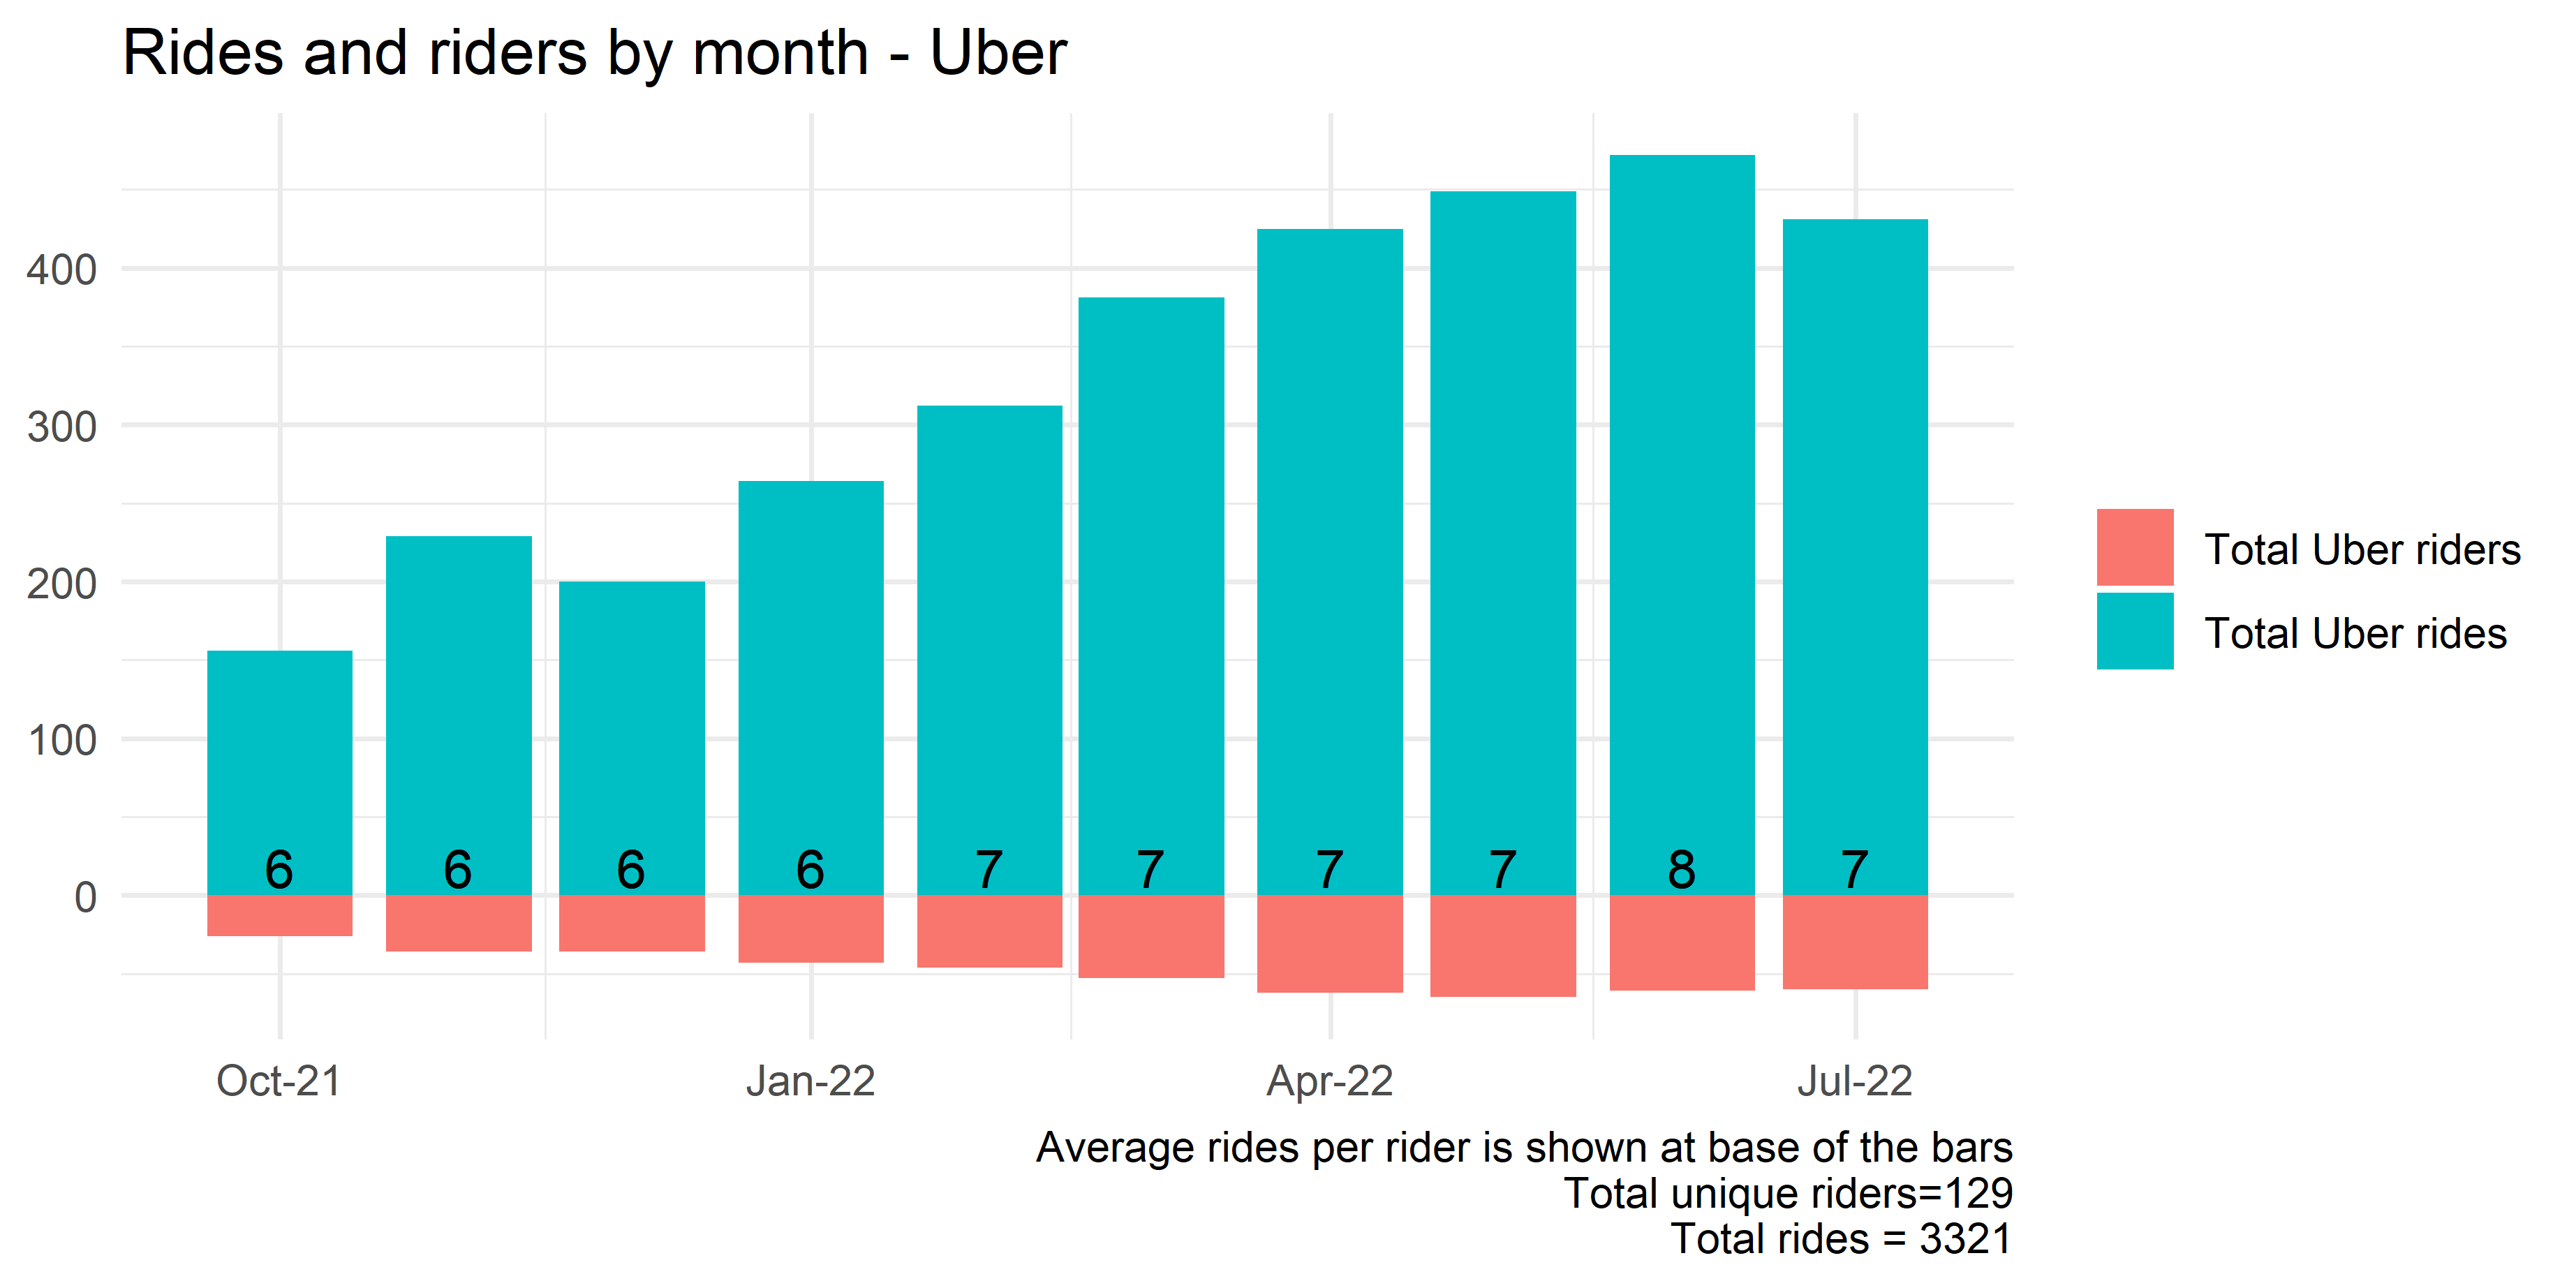 Rides and riders by month - Uber
400
300
200
100
0
6 6 6 6 7 7 7 7 8 7
Oct-21 Jan-22 Apr-22 Jul-22
Total Uber riders
Total Uber rides
Average rides per rider is shown at base of the bars
Total unique riders=129
Total rides = 3321